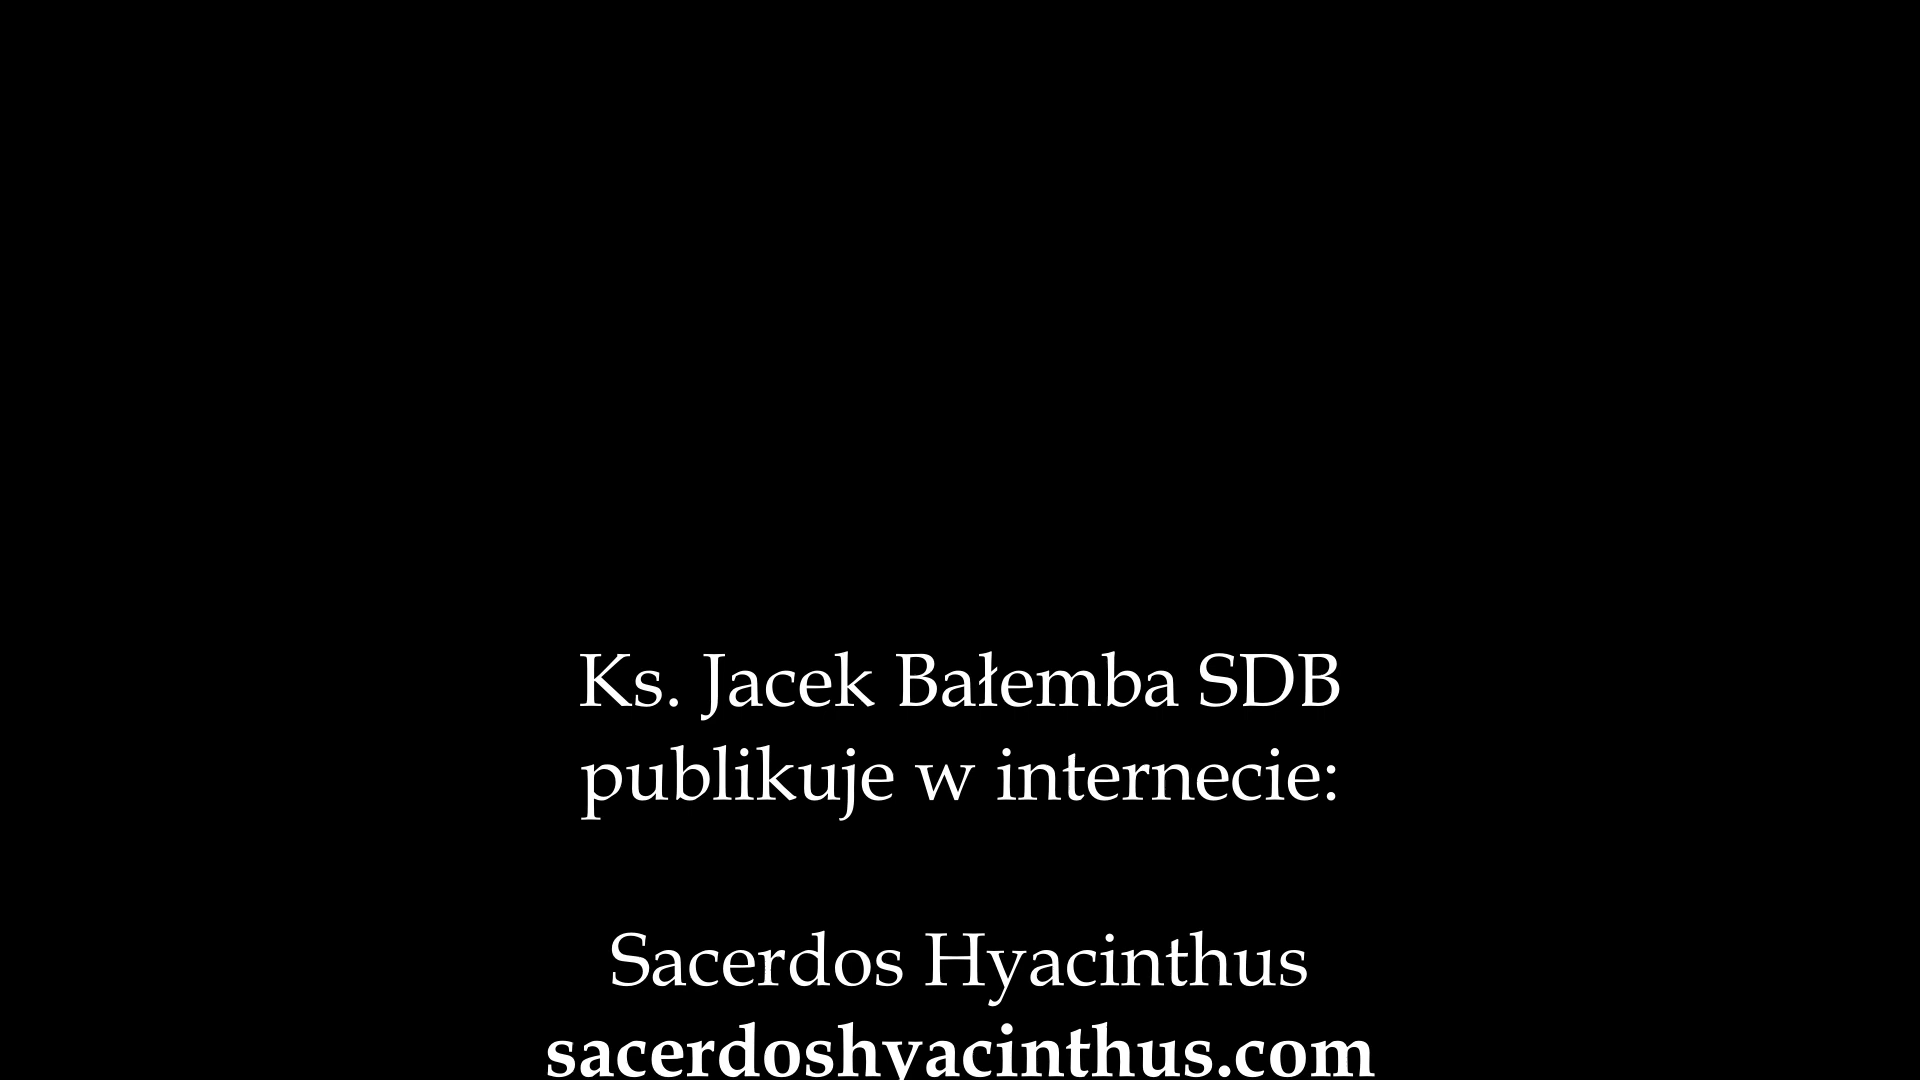 Ks. Jacek Bałemba SDB
publikuje w internecie:
Sacerdos Hyacinthus
sacerdoshyacinthus.com